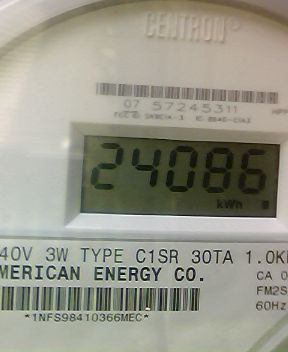 CENTRON®
07 57245311
24086
kWh
40V 3W TYPE C1SR 30TA 1.0K
MERICAN ENERGY CO.
CA 0
FM2S
60Hz
*1NFS98410366MEC*